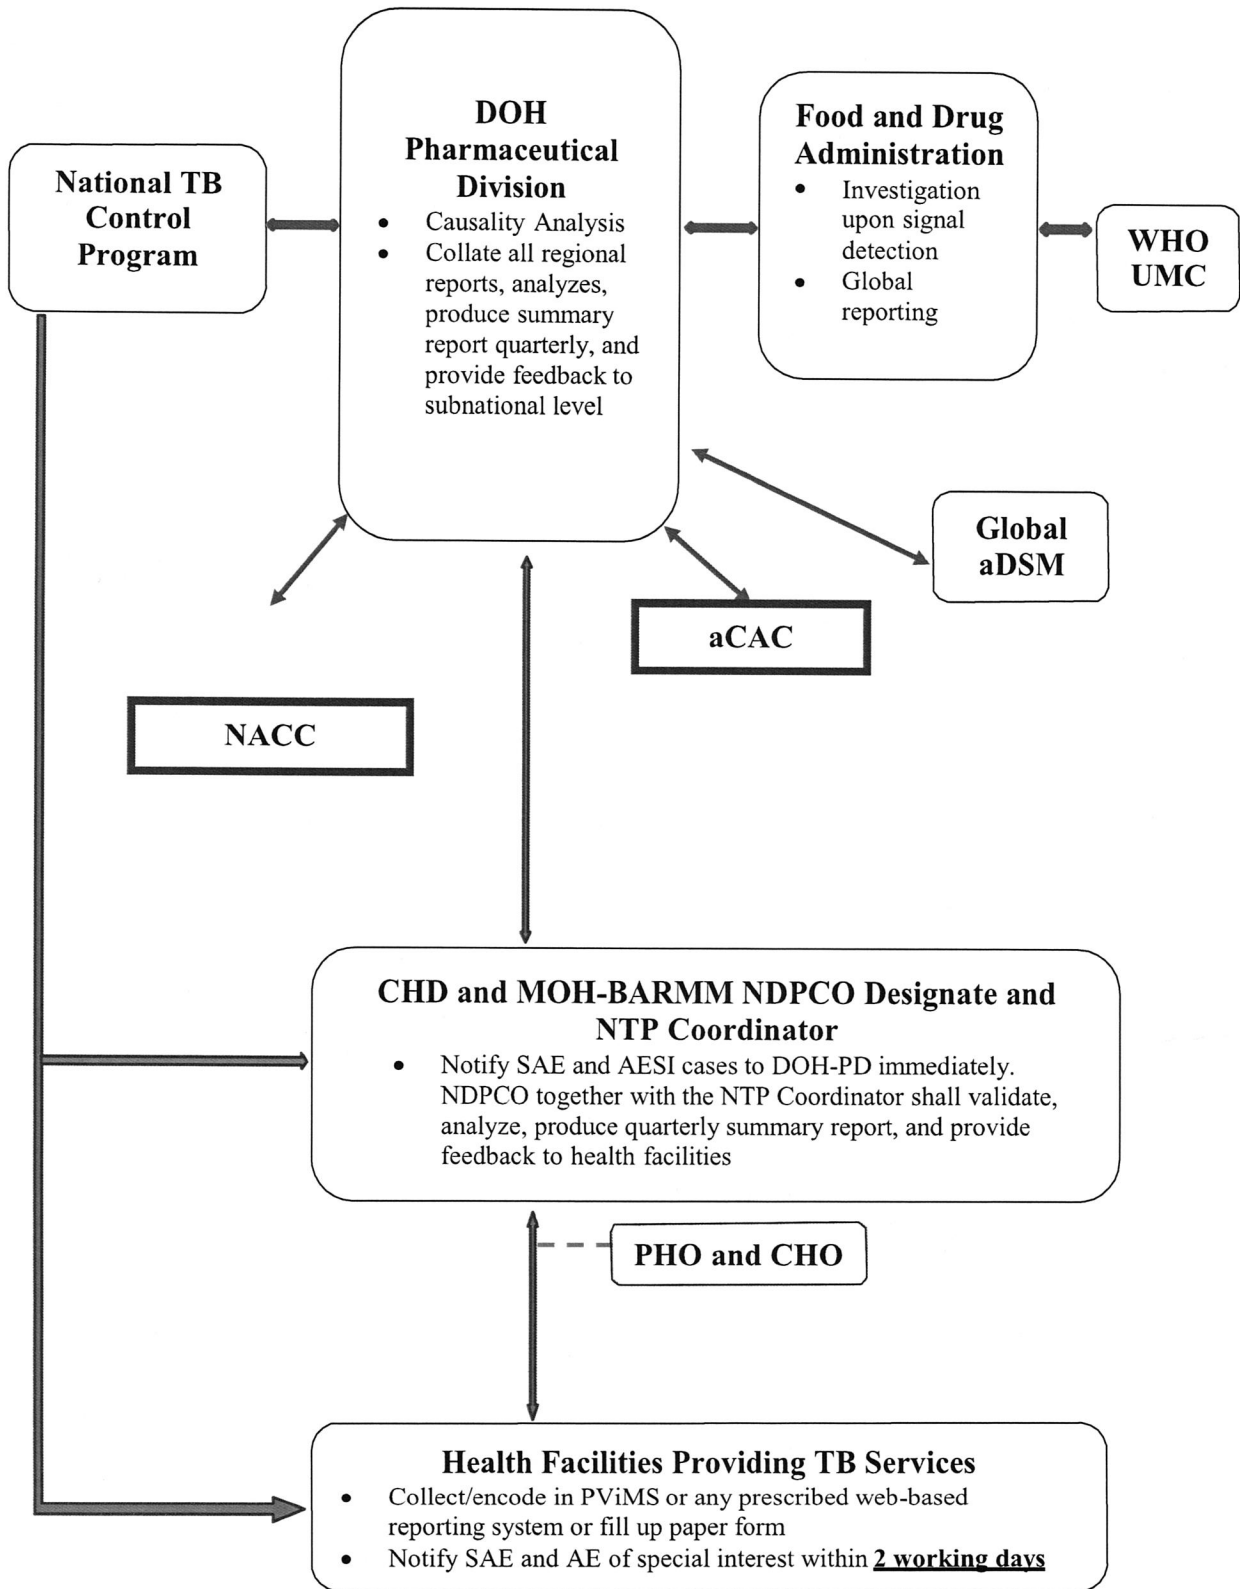 National TB
Control
Program
DOH
Pharmaceutical
Division
• Causality Analysis
• Collate all regional
reports, analyzes,
produce summary
report quarterly, and
provide feedback to
subnational level
Food and Drug
Administration
• Investigation
upon signal
detection
• Global
reporting
WHO
UMC
Global
aDSM
aCAC
NACC
CHD and MOH-BARMM NDPCO Designate and
NTP Coordinator
• Notify SAE and AESI cases to DOH-PD immediately.
NDPCO together with the NTP Coordinator shall validate,
analyze, produce quarterly summary report, and provide
feedback to health facilities
PHO and CHO
Health Facilities Providing TB Services
• Collect/encode in PViMS or any prescribed web-based
reporting system or fill up paper form
• Notify SAE and AE of special interest within 2 working days